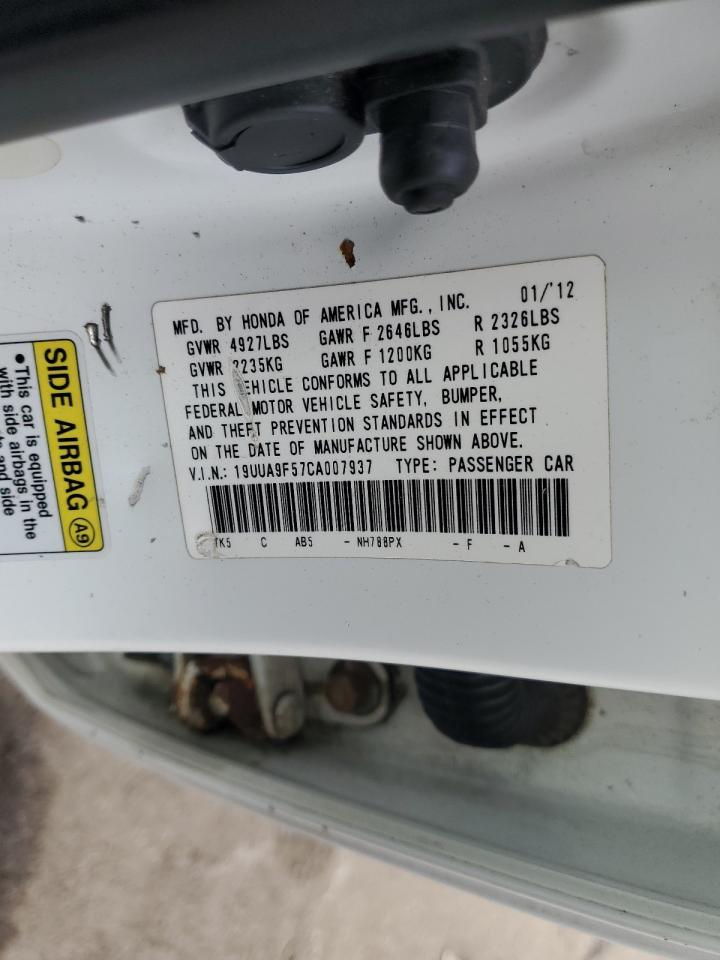 MFD. BY HONDA OF AMERICA MFG., INC. 01/'12
GVWR 4927LBS GAWR F 2646LBS R 2326LBS
GVWR 2235KG GAWR F 1200KG R 1055KG
THIS VEHICLE CONFORMS TO ALL APPLICABLE
FEDERAL MOTOR VEHICLE SAFETY, BUMPER,
AND THEFT PREVENTION STANDARDS IN EFFECT
ON THE DATE OF MANUFACTURE SHOWN ABOVE.
V.I.N.: 19UUA9F57CA007937 TYPE: PASSENGER CAR
TK5 C AB5 - NH788PX - F - A
SIDE AIRBAG A9
• This car is equipped
with side airbags in the
and side